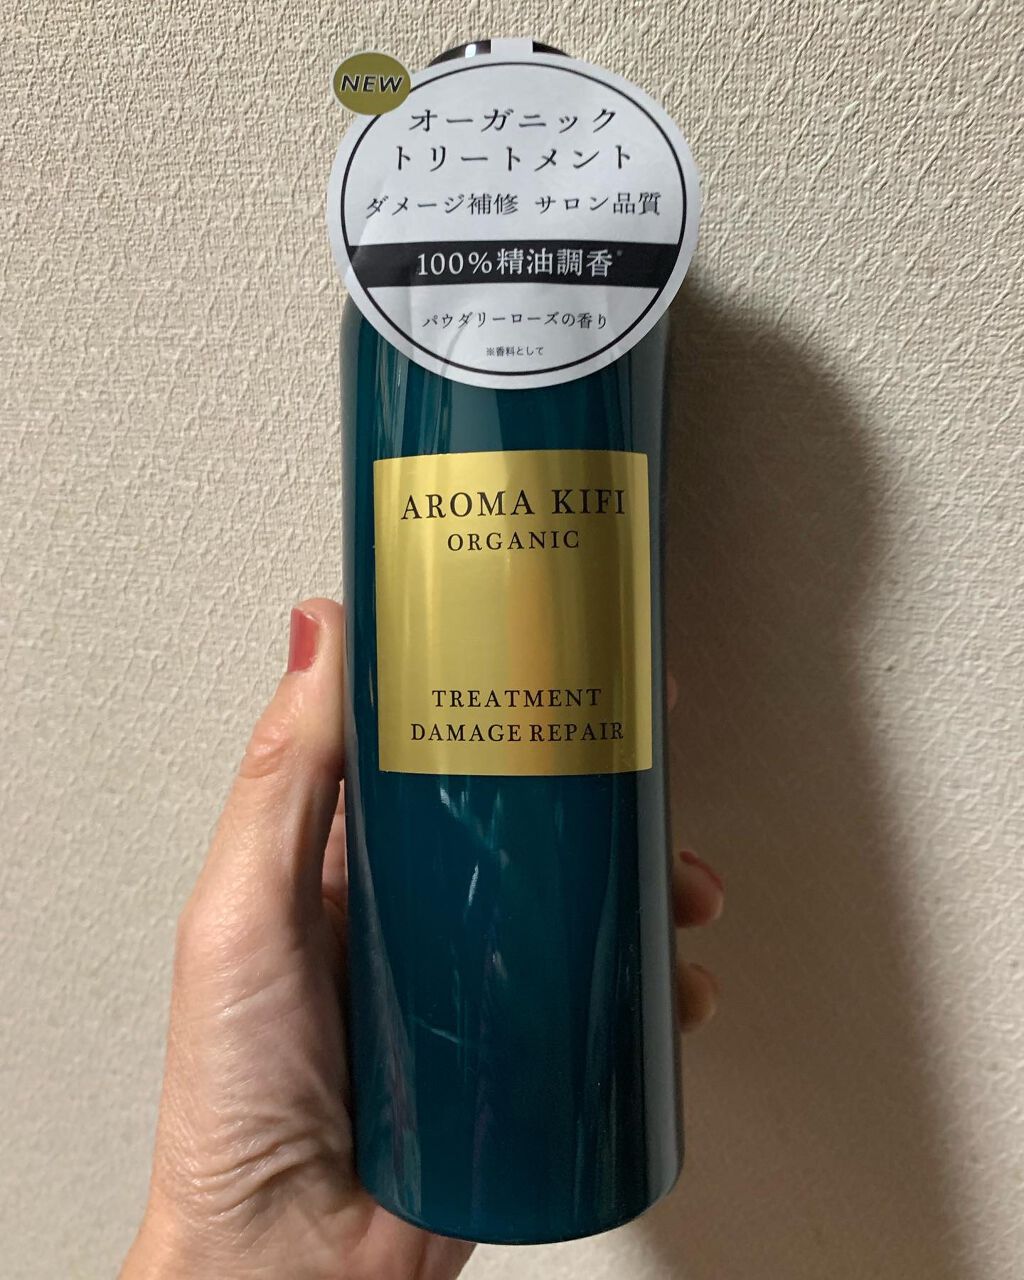 NEW
オーガニック
トリートメント
ダメージ補修 サロン品質
100%精油調香※
パウダリーローズの香り
※香料として
AROMA KIFI
ORGANIC
TREATMENT
DAMAGE REPAIR